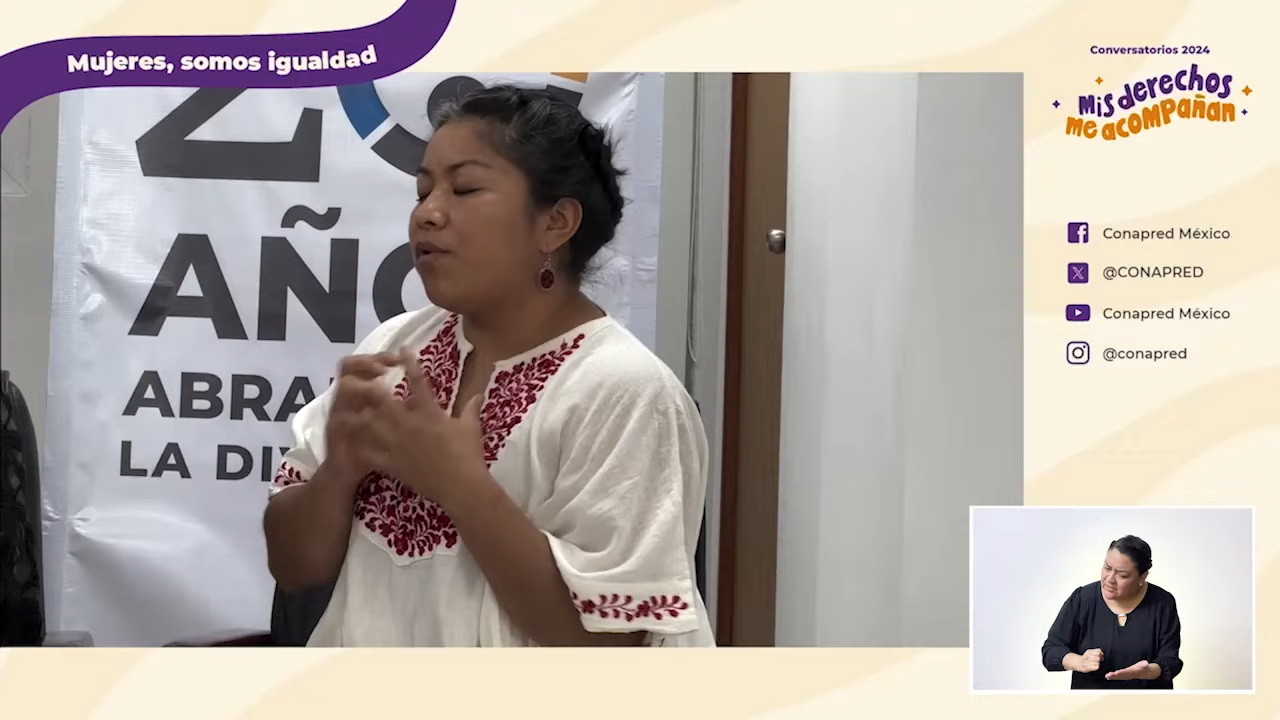 Mujeres, somos igualdad
Conversatorios 2024
Mis derechos
me acompañan
Conapred México
@CONAPRED
Conapred México
@conapred
20
AÑO
ABRA
LA DI